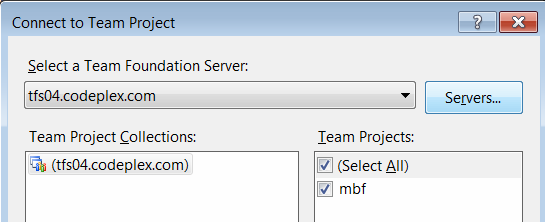 Connect to Team Project
Select a Team Foundation Server:
tfs04.codeplex.com
Servers...
Team Project Collections:
Team Projects:
(tfs04.codeplex.com)
(Select All)
mbf